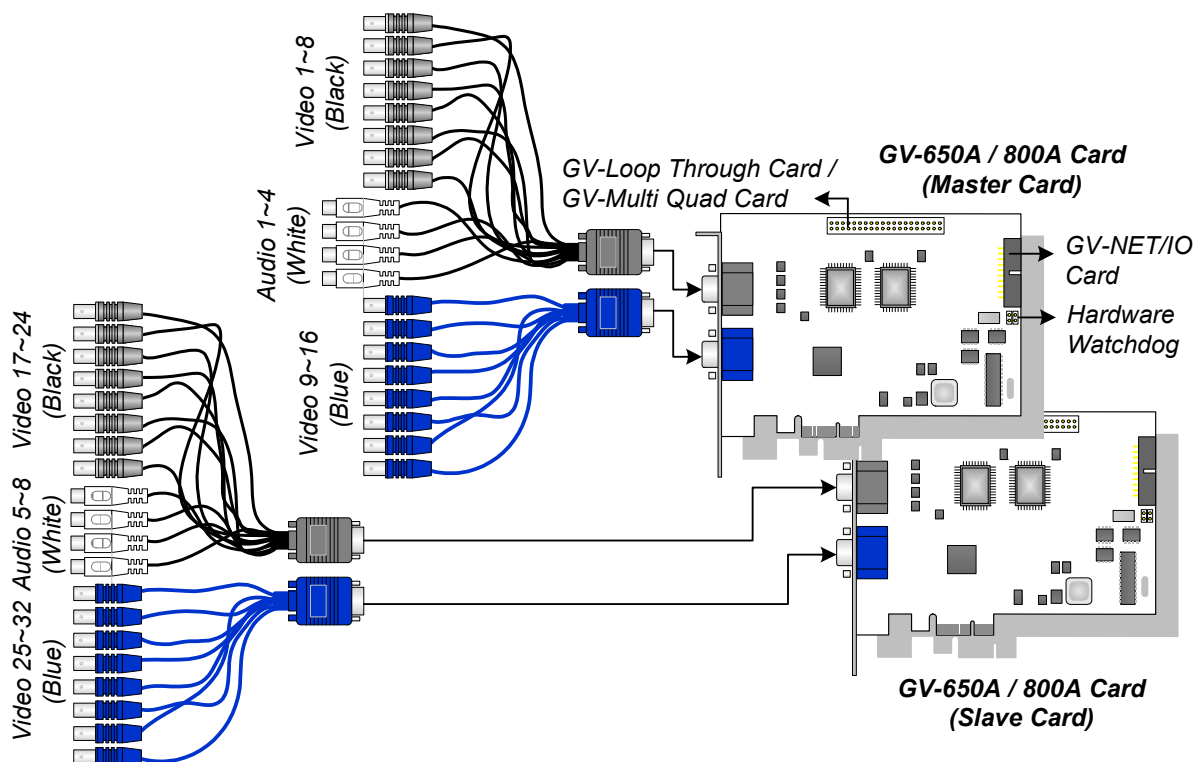 Video 1~8
(Black)
GV-Loop Through Card /
GV-Multi Quad Card
GV-650A / 800A Card
(Master Card)
Audio 1~4
(White)
GV-NET/IO
Card
Hardware
Watchdog
Video 9~16
(Blue)
Video 17~24
(Black)
Audio 5~8
(White)
Video 25~32
(Blue)
GV-650A / 800A Card
(Slave Card)